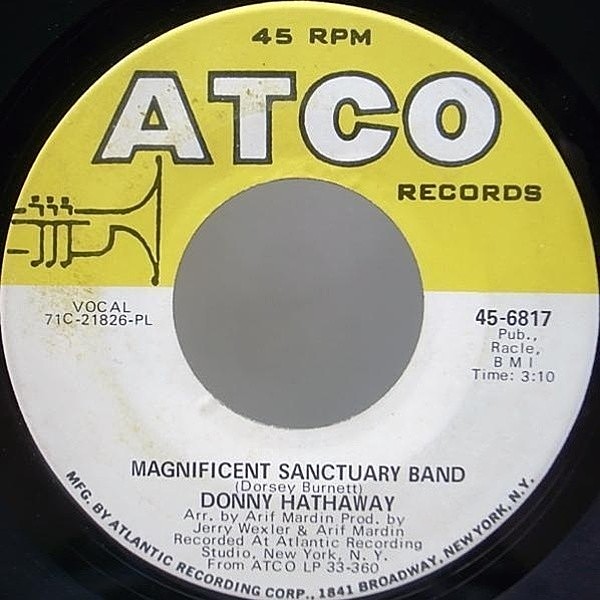 45 RPM
ATCO
RECORDS
VOCAL
71C-21826-PL
45-6817
Pub.,
Racle,
BMI
Time: 3:10
MAGNIFICENT SANCTUARY BAND
(Dorsey Burnett)
DONNY HATHAWAY
Arr. by Arif Mardin Prod. by
Jerry Wexler & Arif Mardin
Recorded At Atlantic Recording
Studio, New York, N. Y.
From ATCO LP 33-360
MFG. BY ATLANTIC RECORDING CORP., 1841 BROADWAY, NEW YORK, N.Y.